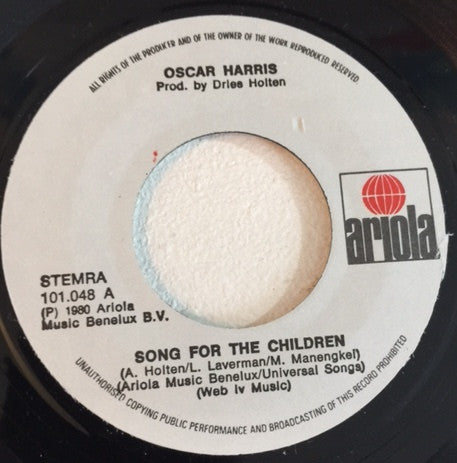 ALL RIGHTS OF THE PRODUCER AND OF THE OWNER OF THE WORK REPRODUCED RESERVED
OSCAR HARRIS
Prod. by Dries Holten
ariola
STEMRA
101.048 A
(P) 1980 Ariola
Music Benelux B.V.
SONG FOR THE CHILDREN
(A. Holten/L. Laverman/M. Manengkei)
(Ariola Music Benelux/Universal Songs)
(Web iv Music)
UNAUTHORISED COPYING PUBLIC PERFORMANCE AND BROADCASTING OF THIS RECORD PROHIBITED